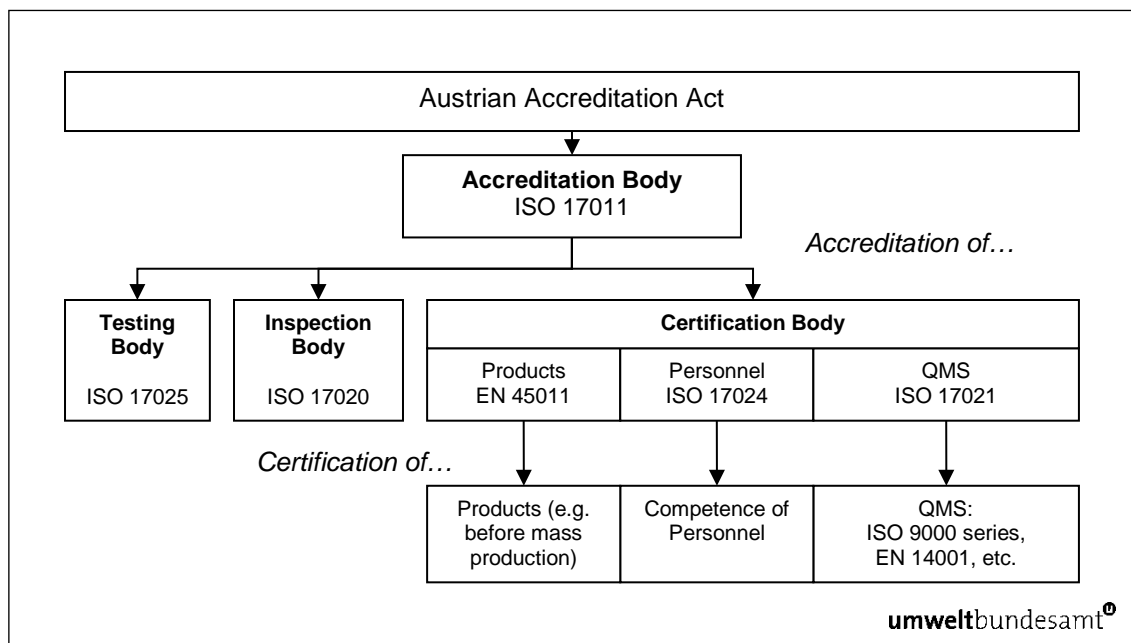 Austrian Accreditation Act
Accreditation Body
ISO 17011
Accreditation of…
Testing
Body
ISO 17025
Inspection
Body
ISO 17020
Certification Body
Products
EN 45011
Personnel
ISO 17024
QMS
ISO 17021
Certification of…
Products (e.g.
before mass
production)
Competence of
Personnel
QMS:
ISO 9000 series,
EN 14001, etc.
umweltbundesamt